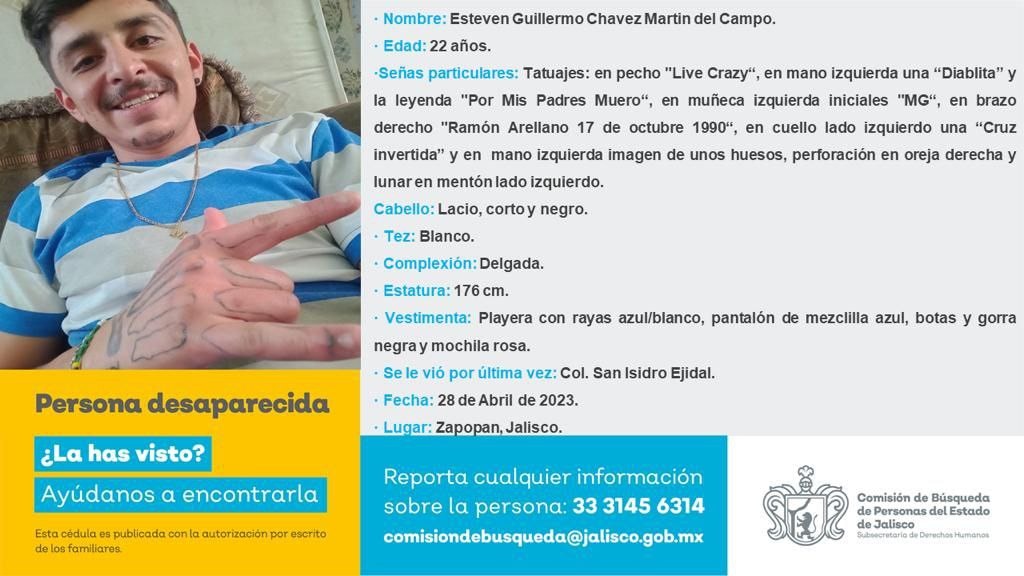 · Nombre: Esteven Guillermo Chavez Martin del Campo.
· Edad: 22 años.
·Señas particulares: Tatuajes: en pecho "Live Crazy“, en mano izquierda una “Diablita” y
la leyenda "Por Mis Padres Muero“, en muñeca izquierda iniciales "MG“, en brazo
derecho "Ramón Arellano 17 de octubre 1990“, en cuello lado izquierdo una “Cruz
invertida” y en mano izquierda imagen de unos huesos, perforación en oreja derecha y
lunar en mentón lado izquierdo.
Cabello: Lacio, corto y negro.
· Tez: Blanco.
· Complexión: Delgada.
· Estatura: 176 cm.
· Vestimenta: Playera con rayas azul/blanco, pantalón de mezclilla azul, botas y gorra
negra y mochila rosa.
· Se le vió por última vez: Col. San Isidro Ejidal.
· Fecha: 28 de Abril de 2023.
· Lugar: Zapopan, Jalisco.
Persona desaparecida
¿La has visto?
Ayúdanos a encontrarla
Esta cédula es publicada con la autorización por escrito
de los familiares.
Reporta cualquier información
sobre la persona: 33 3145 6314
comisiondebusqueda@jalisco.gob.mx
Comisión de Búsqueda
de Personas del Estado
de Jalisco
Subsecretaría de Derechos Humanos